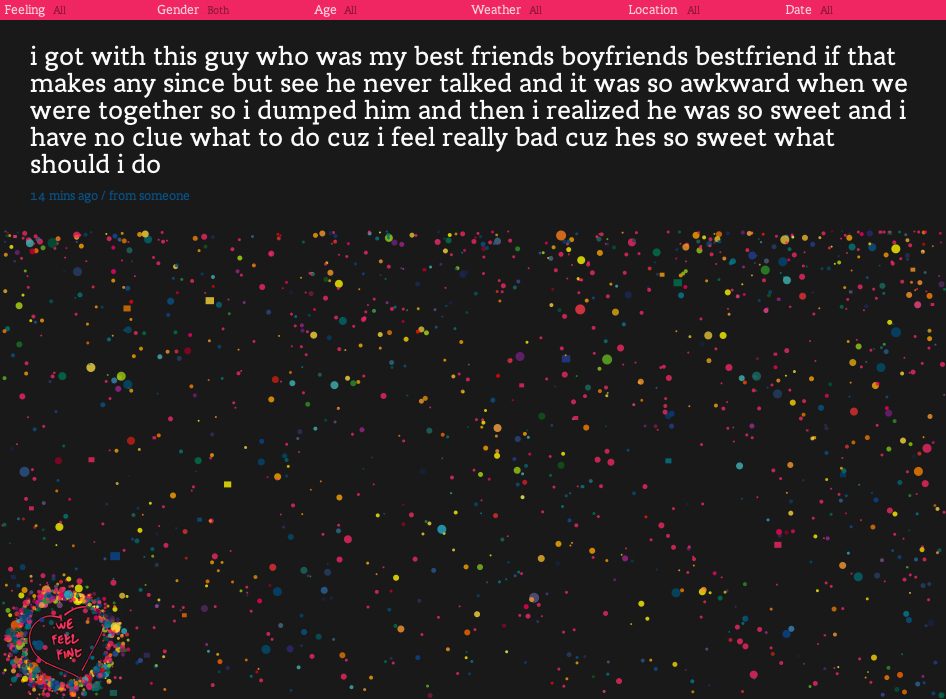 Feeling All Gender Both Age All Weather All Location All Date All
i got with this guy who was my best friends boyfriends bestfriend if that
makes any since but see he never talked and it was so awkward when we
were together so i dumped him and then i realized he was so sweet and i
have no clue what to do cuz i feel really bad cuz hes so sweet what
should i do
14 mins ago / from someone
WE
FEEL
FINE